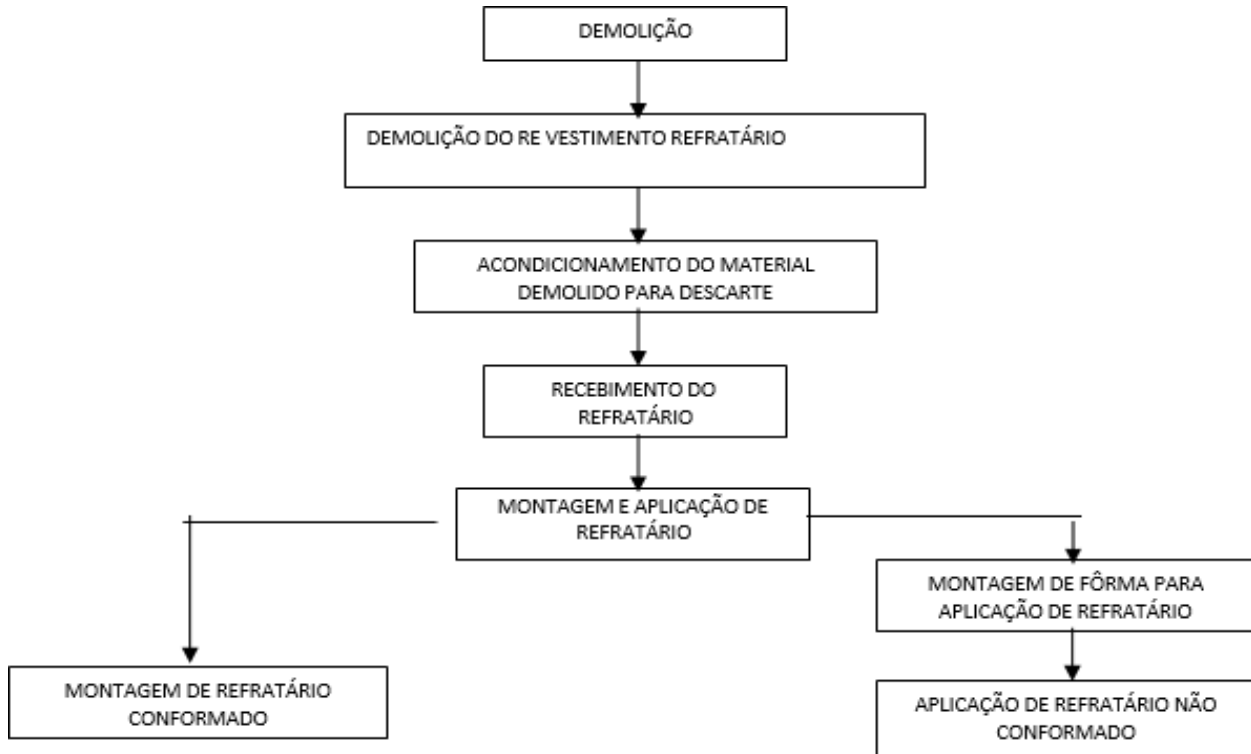 DEMOLIÇÃO
DEMOLIÇÃO DO RE VESTIMENTO REFRATÁRIO
ACONDICIONAMENTO DO MATERIAL
DEMOLIDO PARA DESCARTE
RECEBIMENTO DO
REFRATÁRIO
MONTAGEM E APLICAÇÃO DE
REFRATÁRIO
MONTAGEM DE FÔRMA PARA
APLICAÇÃO DE REFRATÁRIO
MONTAGEM DE REFRATÁRIO
CONFORMADO
APLICAÇÃO DE REFRATÁRIO NÃO
CONFORMADO